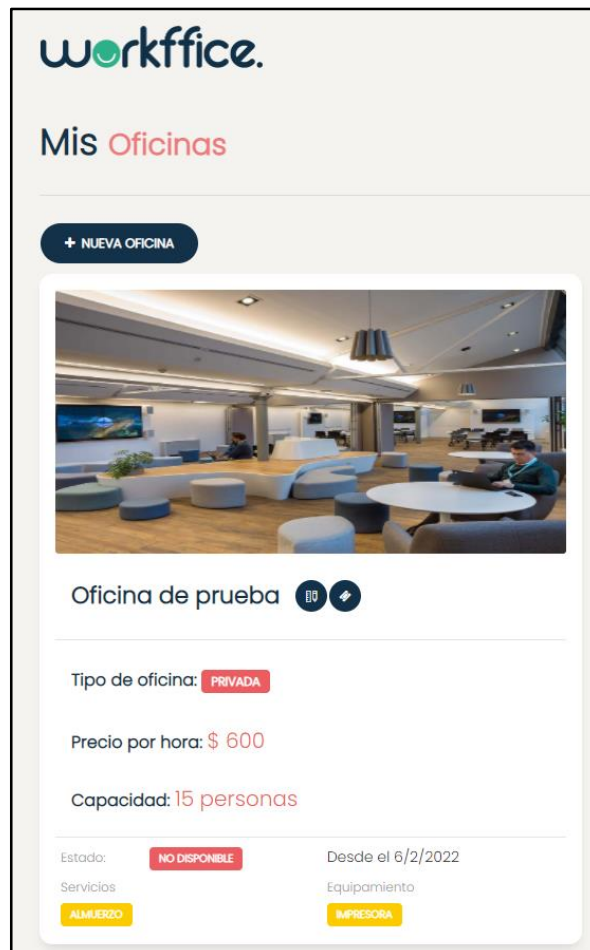 workffice.
Mis Oficinas
+ NUEVA OFICINA
Oficina de prueba
Tipo de oficina: PRIVADA
Precio por hora: $ 600
Capacidad: 15 personas
Estado: NO DISPONIBLE Desde el 6/2/2022
Servicios Equipamiento
ALMUERZO IMPRESORA